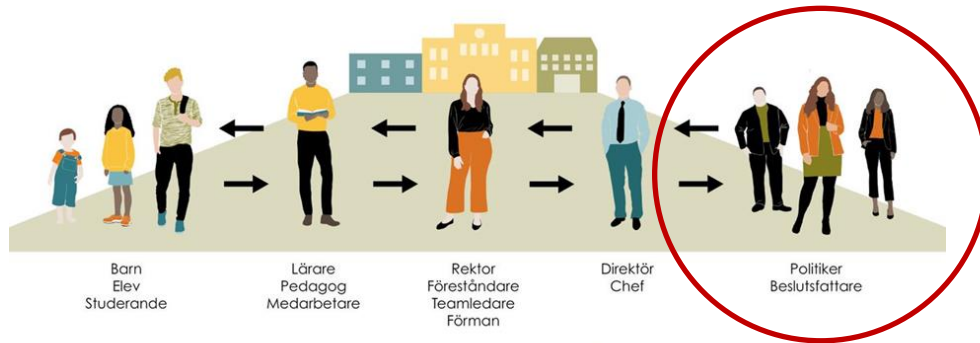 Barn
Elev
Studerande
Lärare
Pedagog
Medarbetare
Rektor
Föreståndare
Teamledare
Förman
Direktör
Chef
Politiker
Beslutsfattare